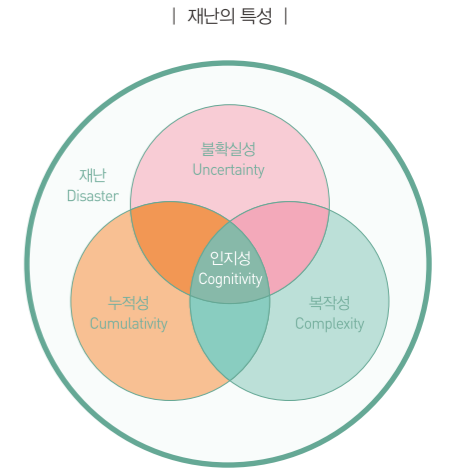 | 재난의 특성 |
불확실성
Uncertainty
재난
Disaster
인지성
Cognitivity
누적성
Cumulativity
복작성
Complexity